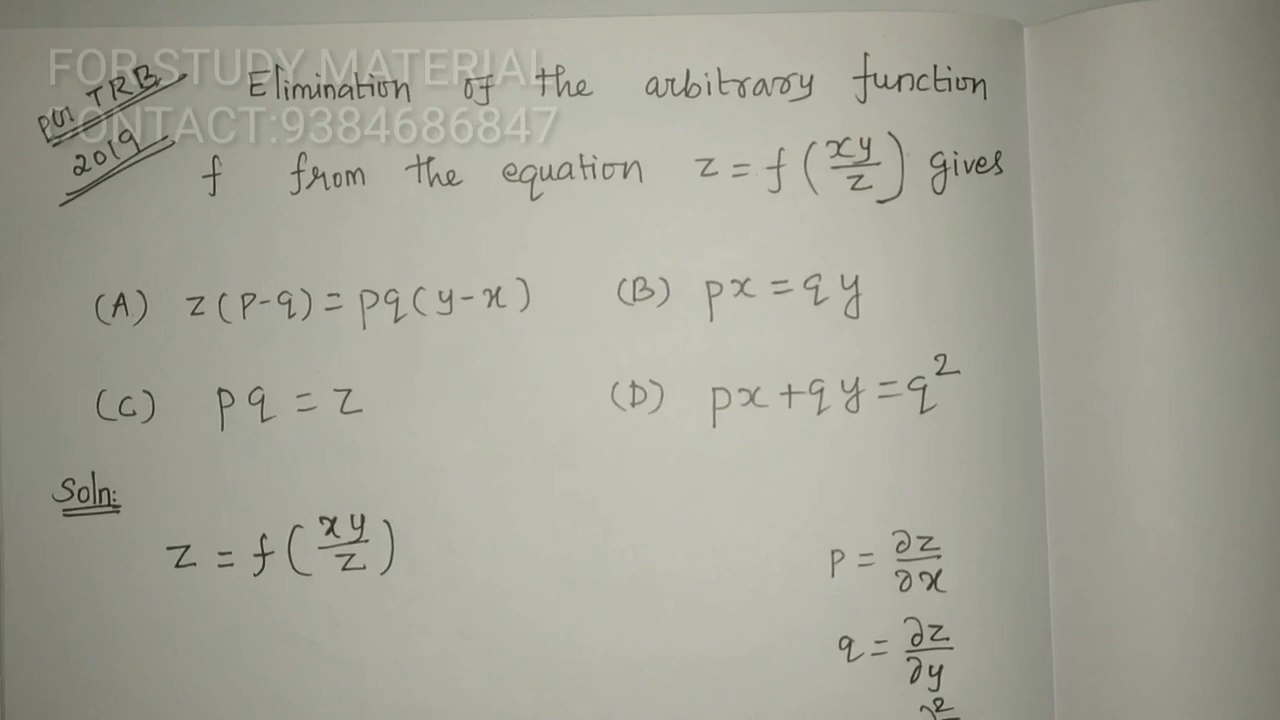 FOR STUDY MATERIAL
CONTACT:9384686847
TRB
2019
Elimination of the arbitrary function
f from the equation z = f(xy/z) gives
(A) z(p-q) = pq(y-x) (B) px = qy
(C) pq = z (D) px + qy = q²
Soln:
z = f(xy/z)
p = ∂z/∂x
q = ∂z/∂y